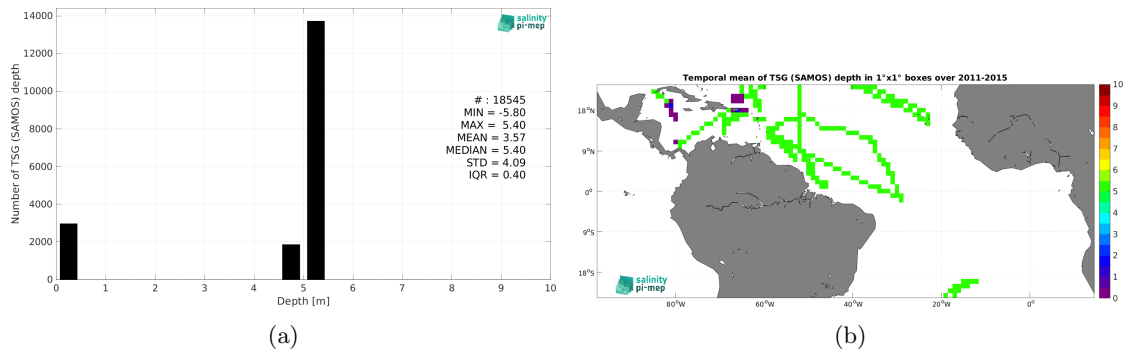 14000
12000
10000
8000
6000
4000
2000
0
Number of TSG (SAMOS) depth
salinity
pi-mep
# : 18545
MIN = -5.80
MAX = 5.40
MEAN = 3.57
MEDIAN = 5.40
STD = 4.09
IQR = 0.40
0 1 2 3 4 5 6 7 8 9 10
Depth [m]
(a)
Temporal mean of TSG (SAMOS) depth in 1°x1° boxes over 2011-2015
18°N
9°N
0°
9°S
18°S
80°W 60°W 40°W 20°W 0°
salinity
pi-mep
10
9
8
7
6
5
4
3
2
1
0
(b)